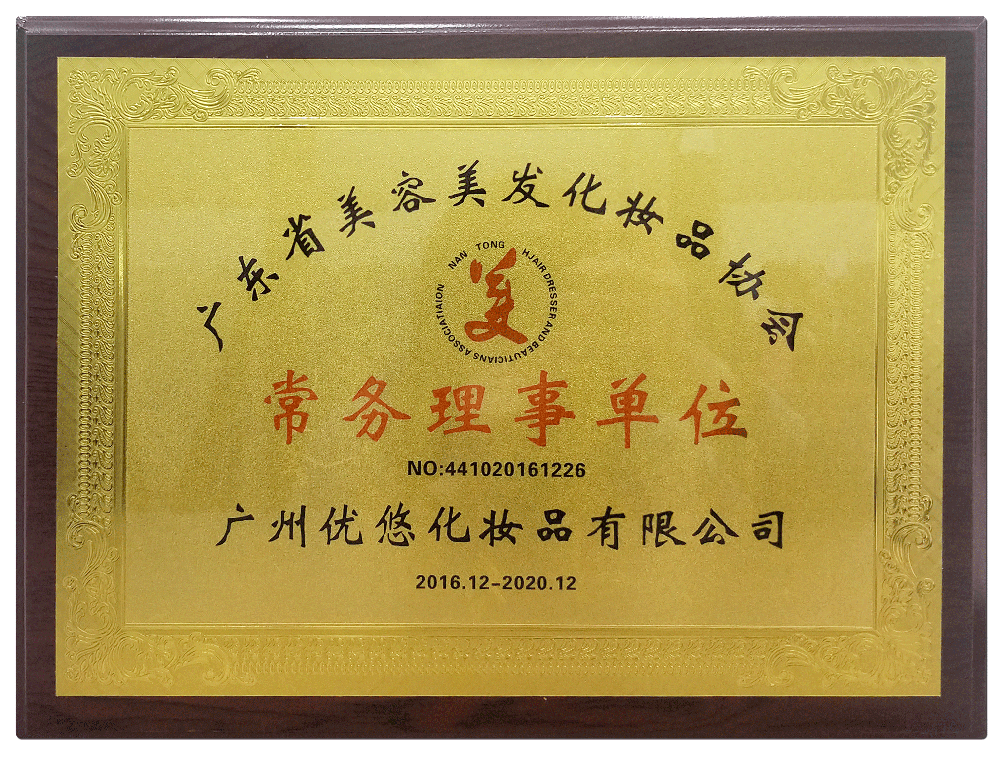 广东省美容美发化妆品协会
NAN TONG HJAIR DRESSER AND BEAUTICIANS ASSOCIATIAION
美
常务理事单位
NO:441020161226
广州优悠化妆品有限公司
2016.12-2020.12